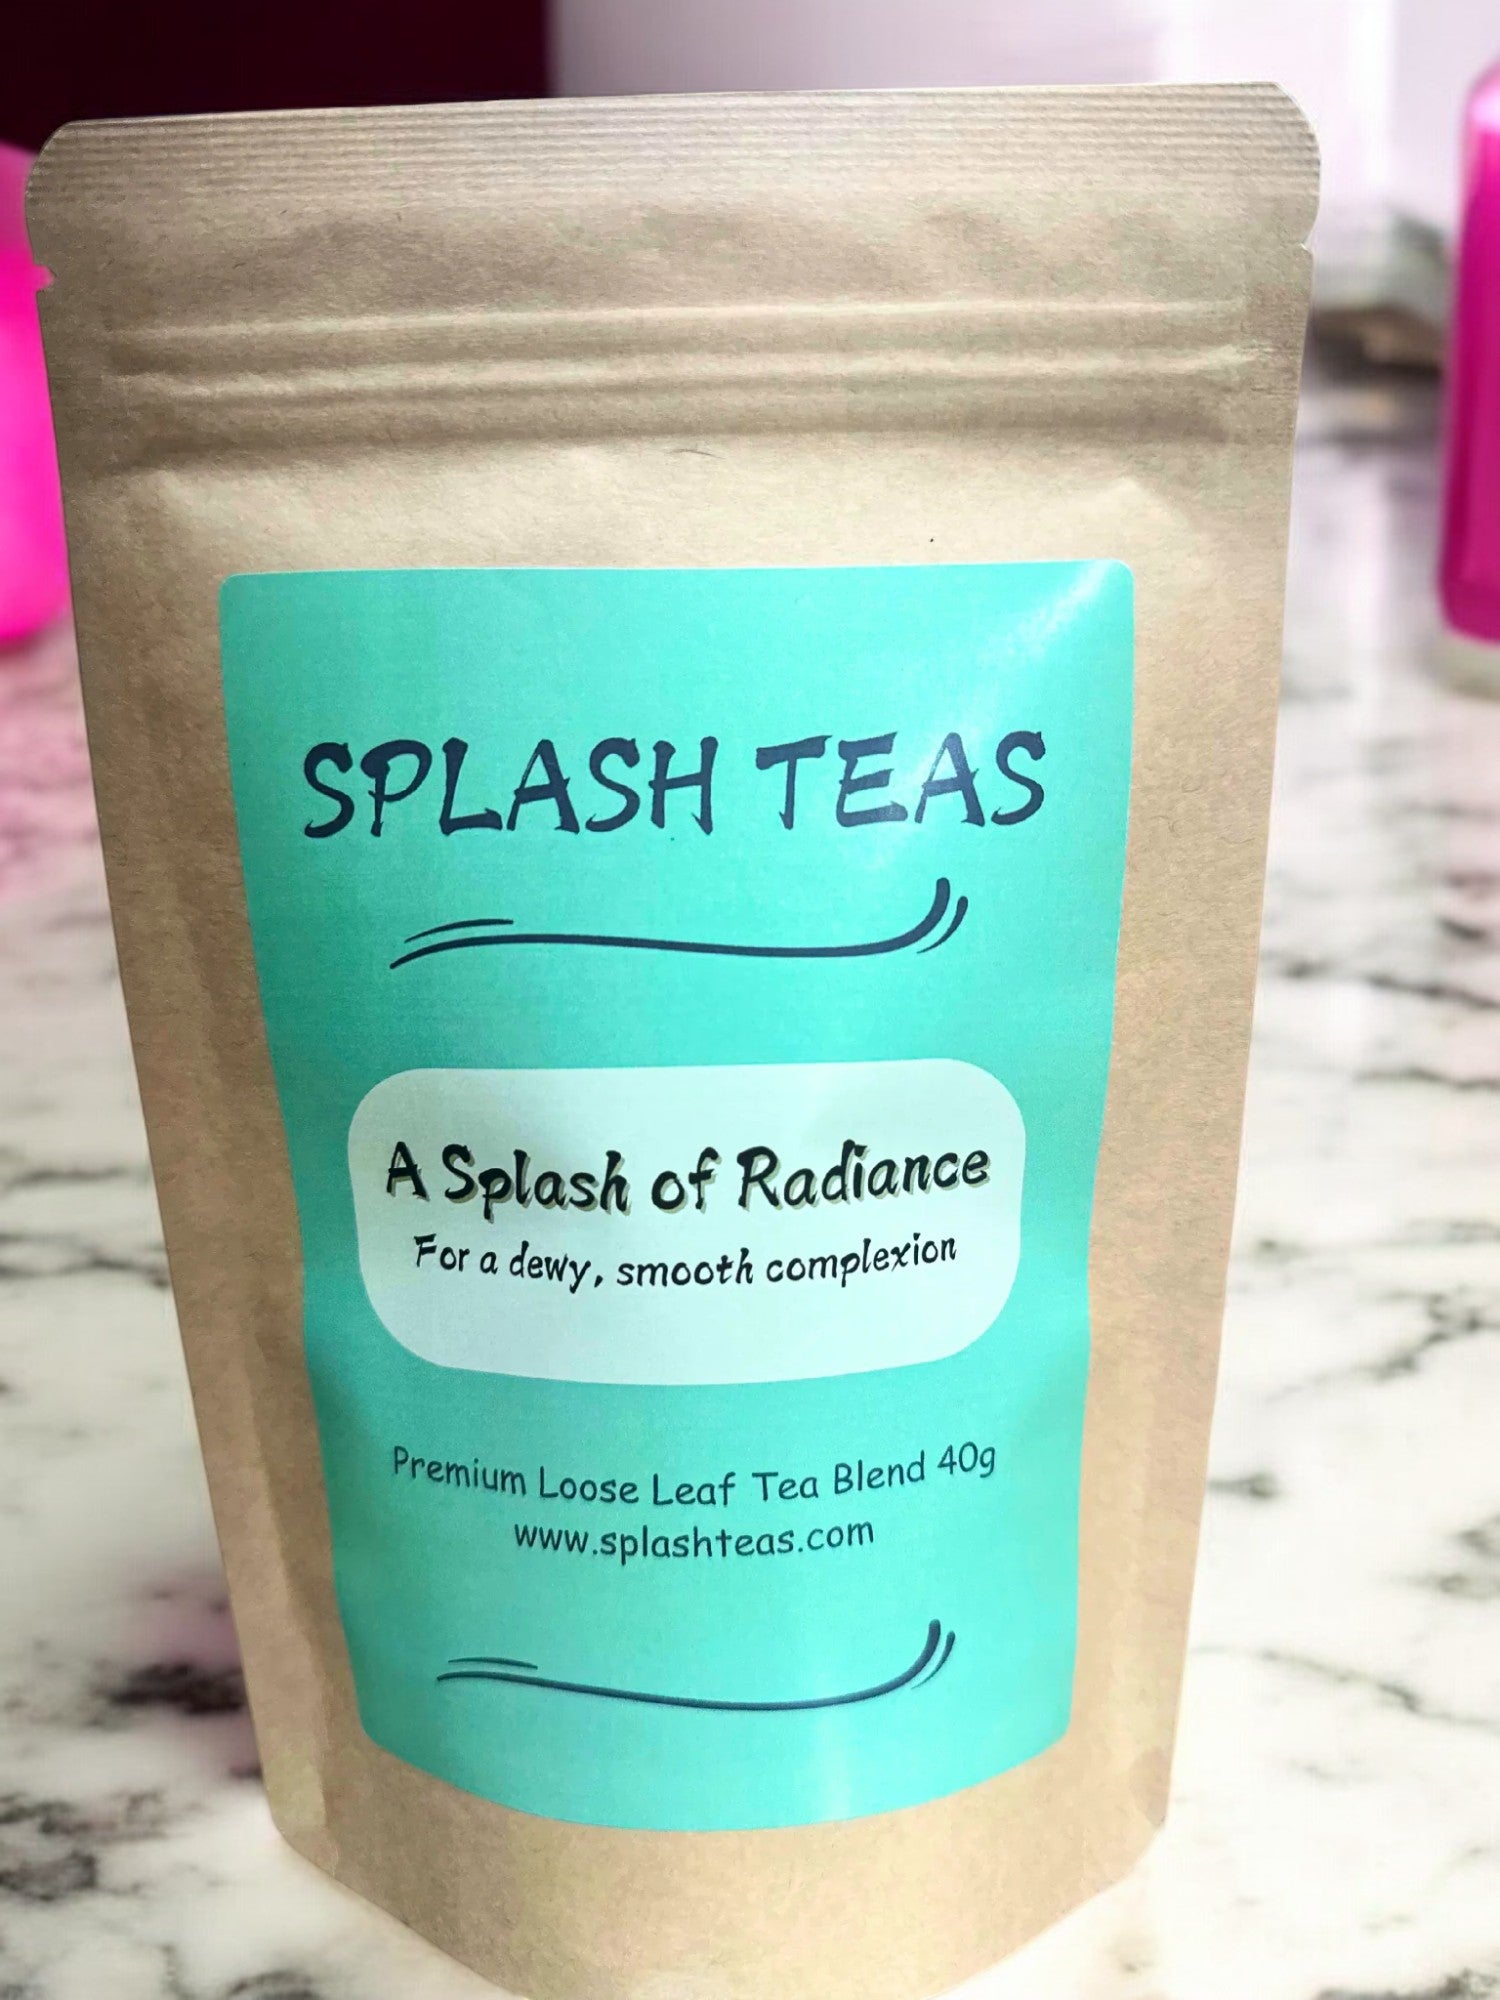 SPLASH TEAS
A Splash of Radiance
For a dewy, smooth complexion
Premium Loose Leaf Tea Blend 40g
www.splashteas.com